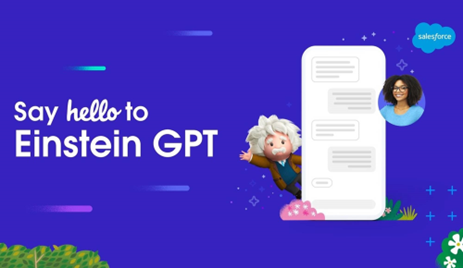 Say hello to
Einstein GPT
salesforce